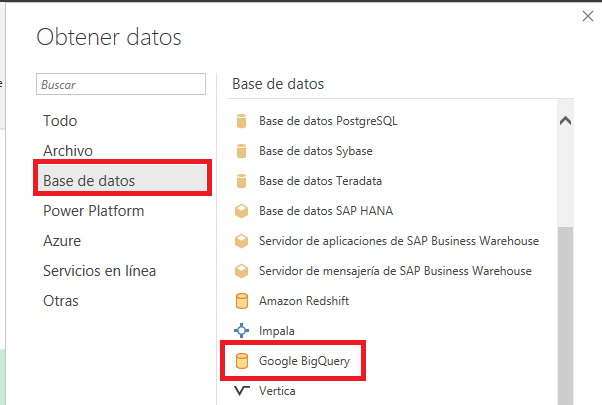 Obtener datos
Buscar
Todo
Archivo
Base de datos
Power Platform
Azure
Servicios en línea
Otras
Base de datos
Base de datos PostgreSQL
Base de datos Sybase
Base de datos Teradata
Base de datos SAP HANA
Servidor de aplicaciones de SAP Business Warehouse
Servidor de mensajería de SAP Business Warehouse
Amazon Redshift
Impala
Google BigQuery
Vertica